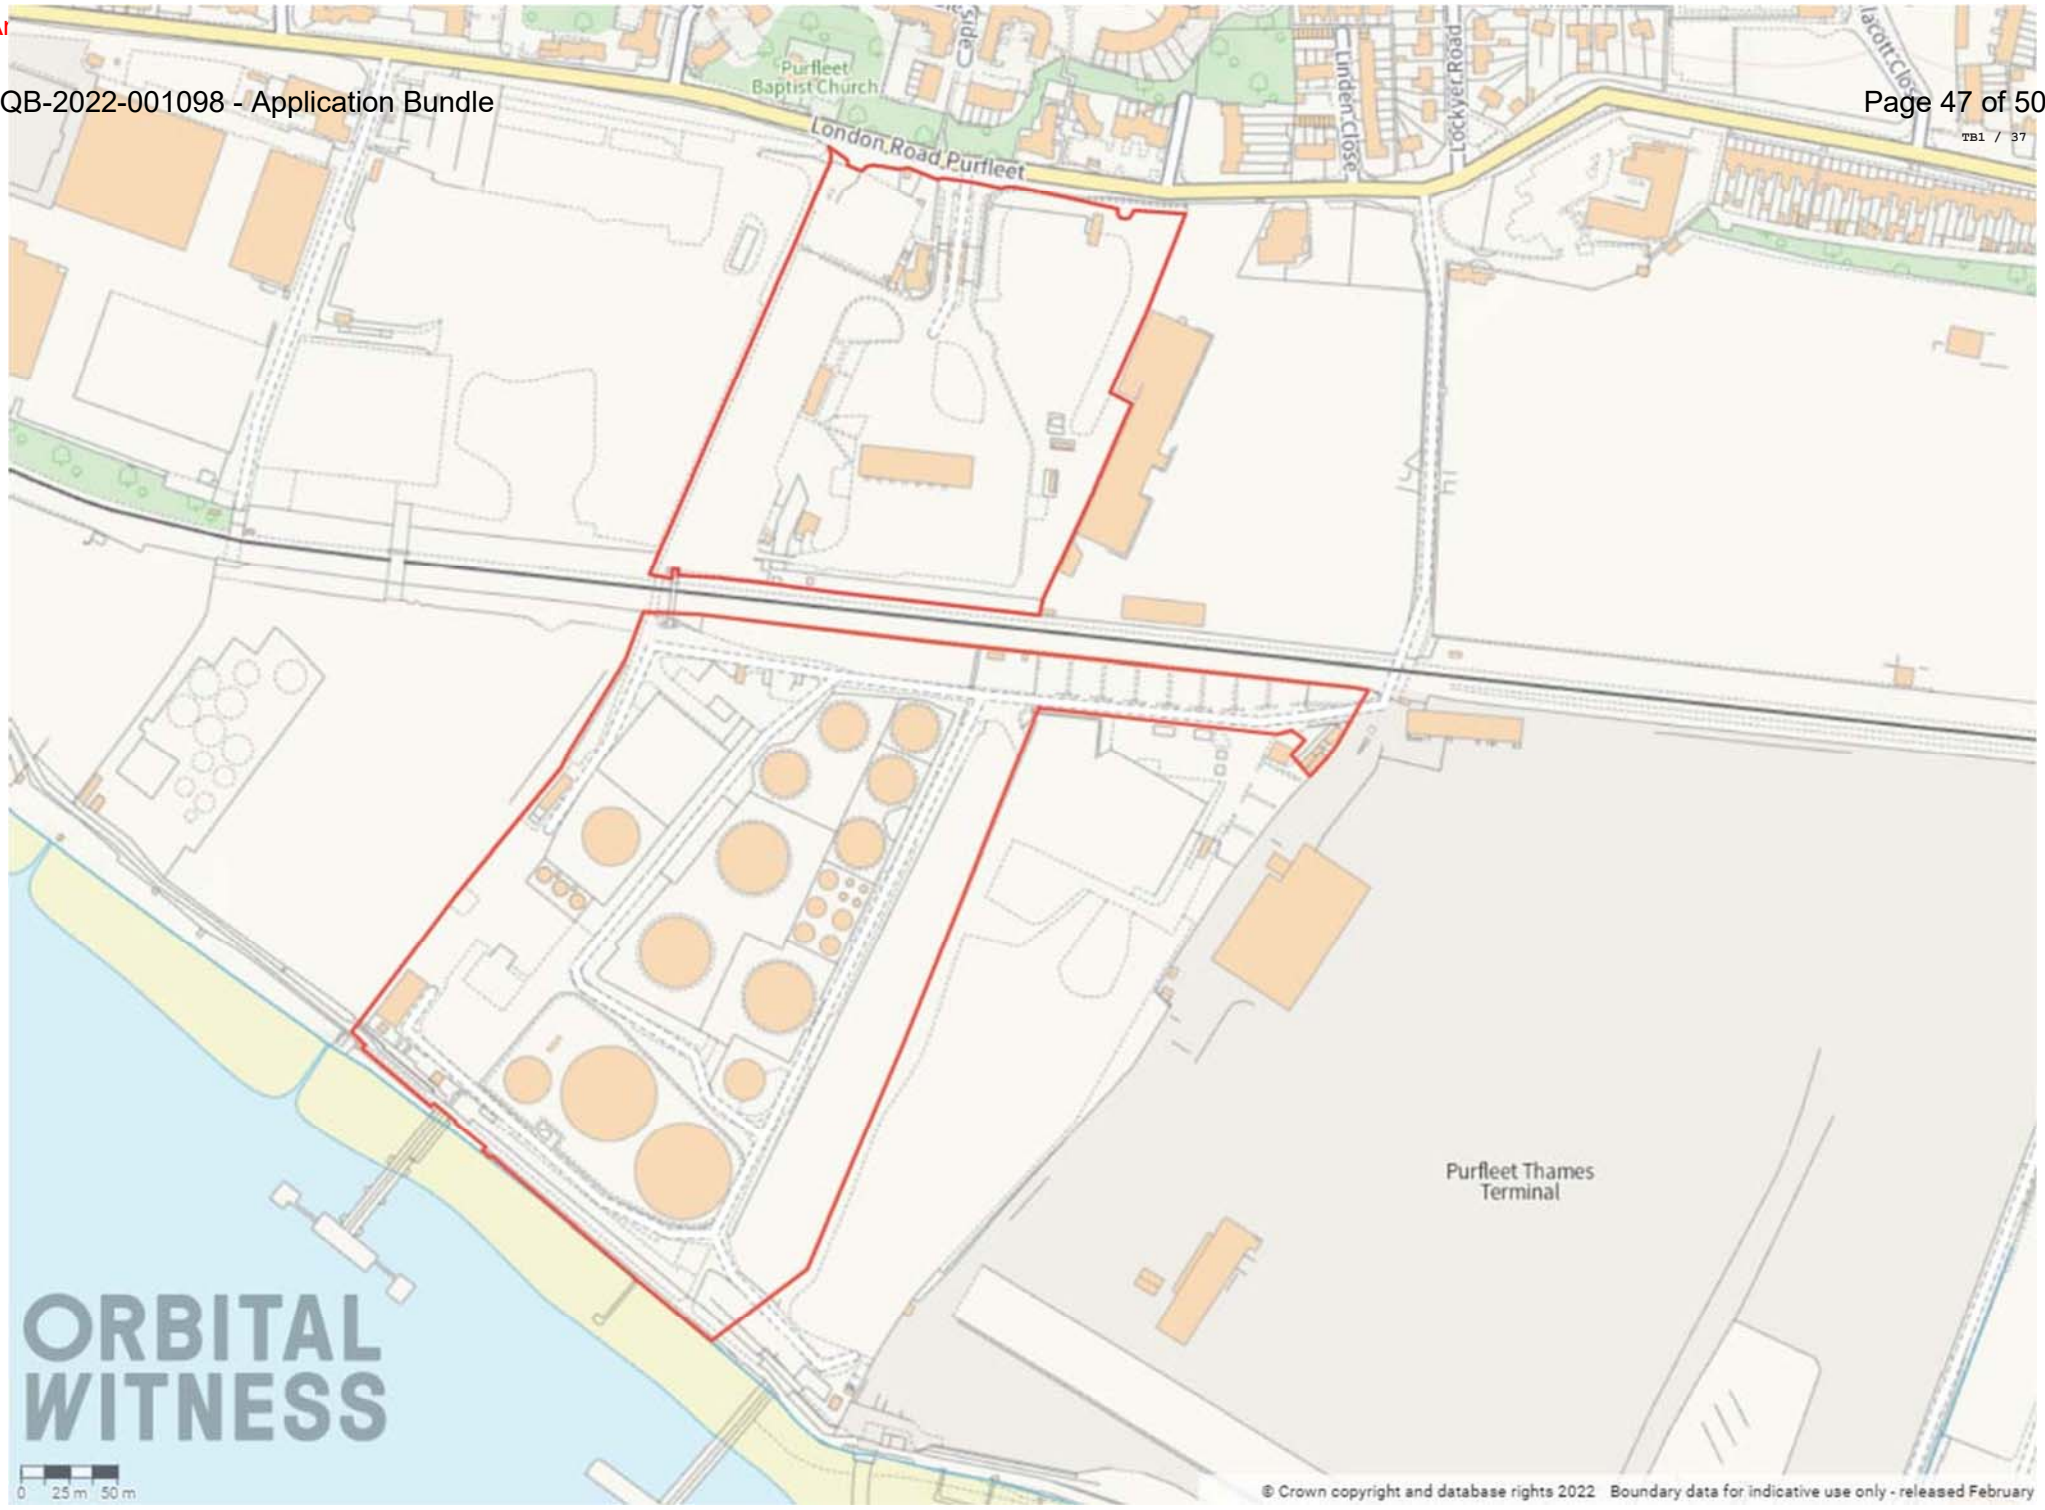 QB-2022-001098 - Application Bundle
Page 47 of 50
TB1 / 37
Purfleet
Baptist Church
London Road Purfleet
Linden Close
Lockyer Road
Purfleet Thames
Terminal
ORBITAL
WITNESS
0 25 m 50 m
© Crown copyright and database rights 2022 Boundary data for indicative use only - released February